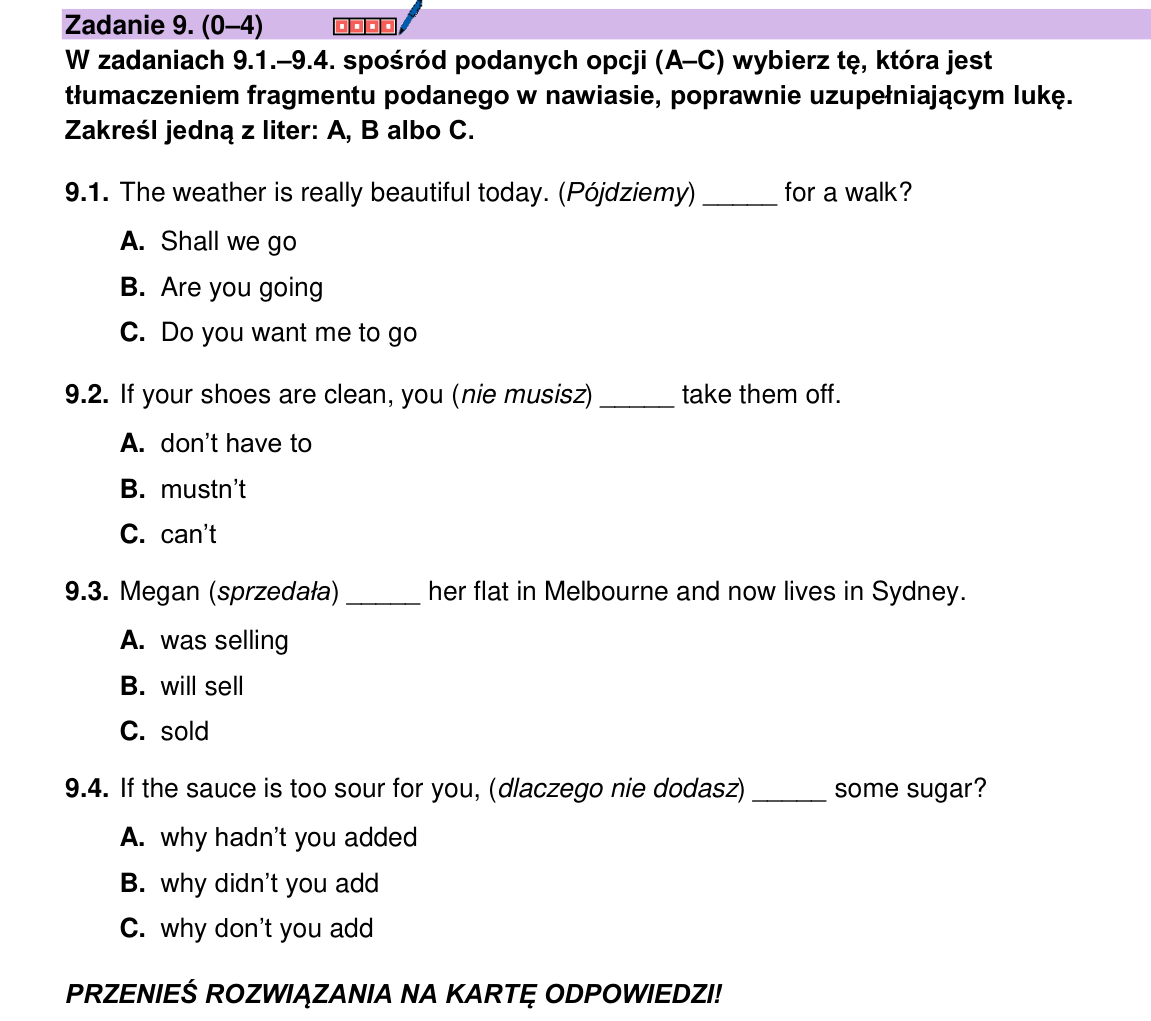 Zadanie 9. (0–4)
W zadaniach 9.1.–9.4. spośród podanych opcji (A–C) wybierz tę, która jest
tłumaczeniem fragmentu podanego w nawiasie, poprawnie uzupełniającym lukę.
Zakreśl jedną z liter: A, B albo C.
9.1. The weather is really beautiful today. (Pójdziemy) _____ for a walk?
A. Shall we go
B. Are you going
C. Do you want me to go
9.2. If your shoes are clean, you (nie musisz) _____ take them off.
A. don’t have to
B. mustn’t
C. can’t
9.3. Megan (sprzedała) _____ her flat in Melbourne and now lives in Sydney.
A. was selling
B. will sell
C. sold
9.4. If the sauce is too sour for you, (dlaczego nie dodasz) _____ some sugar?
A. why hadn’t you added
B. why didn’t you add
C. why don’t you add
PRZENIEŚ ROZWIĄZANIA NA KARTĘ ODPOWIEDZI!